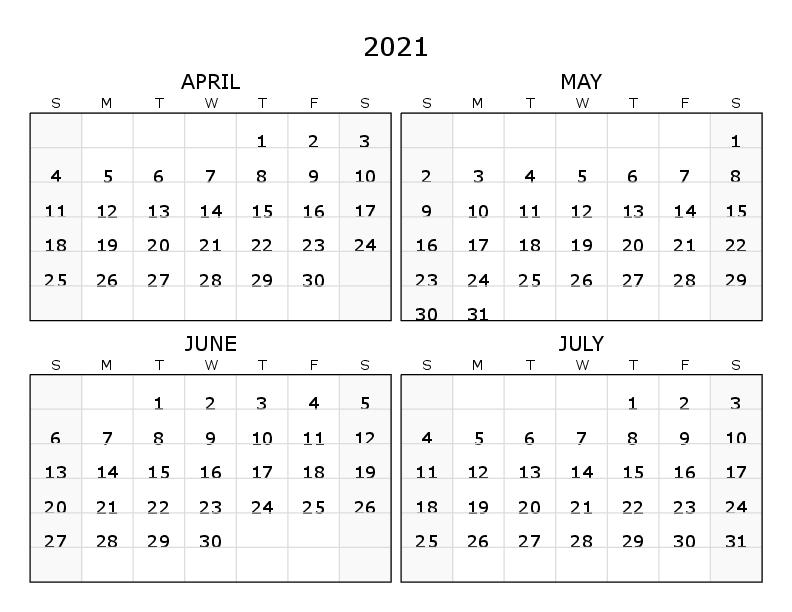 2021
APRIL
S M T W T F S
1 2 3
4 5 6 7 8 9 10
11 12 13 14 15 16 17
18 19 20 21 22 23 24
25 26 27 28 29 30
MAY
S M T W T F S
1
2 3 4 5 6 7 8
9 10 11 12 13 14 15
16 17 18 19 20 21 22
23 24 25 26 27 28 29
30 31
JUNE
S M T W T F S
1 2 3 4 5
6 7 8 9 10 11 12
13 14 15 16 17 18 19
20 21 22 23 24 25 26
27 28 29 30
JULY
S M T W T F S
1 2 3
4 5 6 7 8 9 10
11 12 13 14 15 16 17
18 19 20 21 22 23 24
25 26 27 28 29 30 31